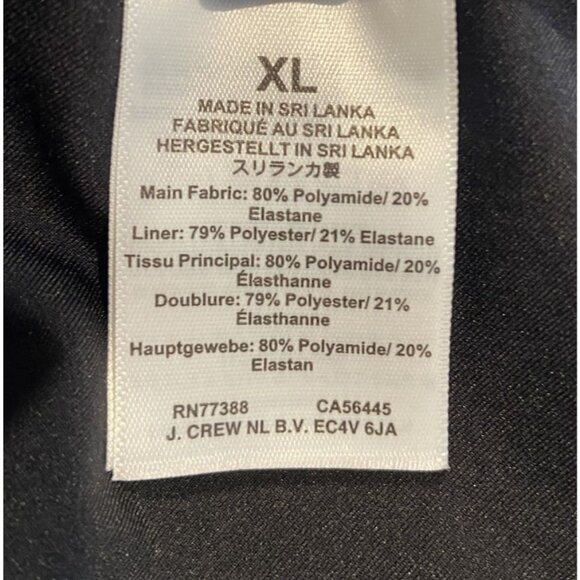 XL
MADE IN SRI LANKA
FABRIQUÉ AU SRI LANKA
HERGESTELLT IN SRI LANKA
スリランカ製
Main Fabric: 80% Polyamide/ 20%
Elastane
Liner: 79% Polyester/ 21% Elastane
Tissu Principal: 80% Polyamide/ 20%
Élasthanne
Doublure: 79% Polyester/ 21%
Élasthanne
Hauptgewebe: 80% Polyamide/ 20%
Elastan
RN77388 CA56445
J. CREW NL B.V. EC4V 6JA